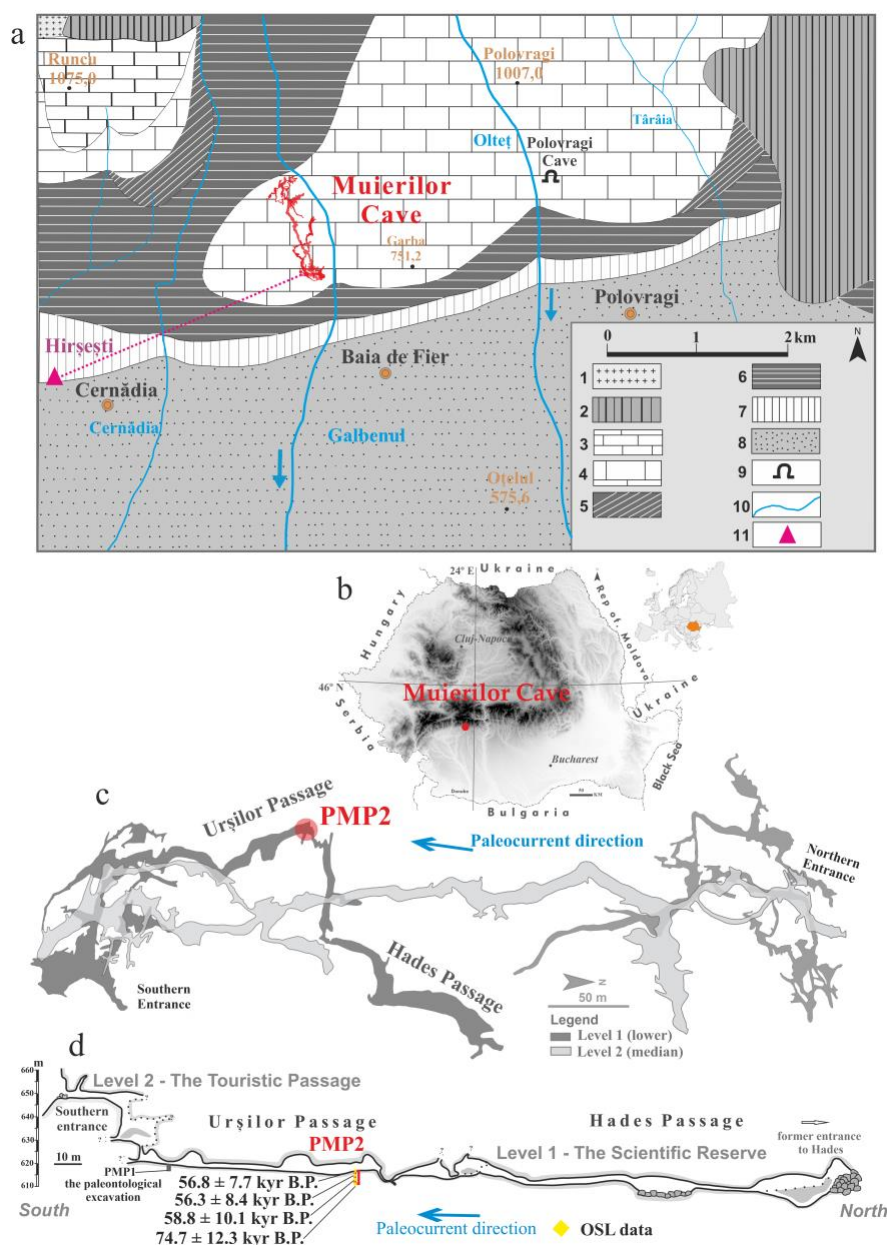 a
Runcu
1075,0
Polovragi
1007,0
Târâia
Olteț
Polovragi
Cave
Muierilor
Cave
Garba
751,2
Polovragi
Hirșești
Baia de Fier
Cernădia
Cernădia
Galbenul
Oțelul
575,6
0 1 2 km
N
1
2
3
4
5
6
7
8
9
10
11
b
24° E
Ukraine
Rep of. Moldova
Hungary
Cluj-Napoca
46° N
Muierilor Cave
Ukraine
Serbia
Bucharest
Black Sea
Bulgaria
c
Urșilor Passage
PMP2
Paleocurrent direction
Northern
Entrance
Hades Passage
Southern
Entrance
N
50 m
Legend
Level 1 (lower)
Level 2 (median)
d
m
660
650
640
630
620
610
Level 2 - The Touristic Passage
Southern
entrance
Urșilor Passage
Hades Passage
PMP2
former entrance
to Hades
Level 1 - The Scientific Reserve
10 m
PMP1
the paleontological
excavation
56.8 ± 7.7 kyr B.P.
56.3 ± 8.4 kyr B.P.
58.8 ± 10.1 kyr B.P.
74.7 ± 12.3 kyr B.P.
South
Paleocurrent direction
OSL data
North